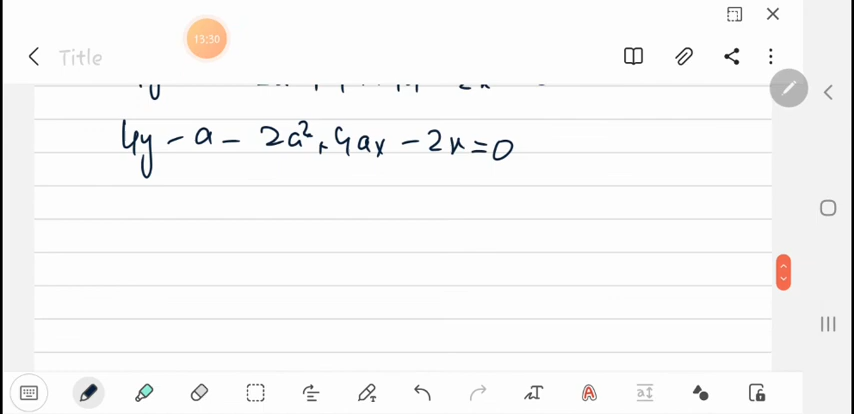 13:30
Title
4y - a - 2a² + 4ax - 2x = 0